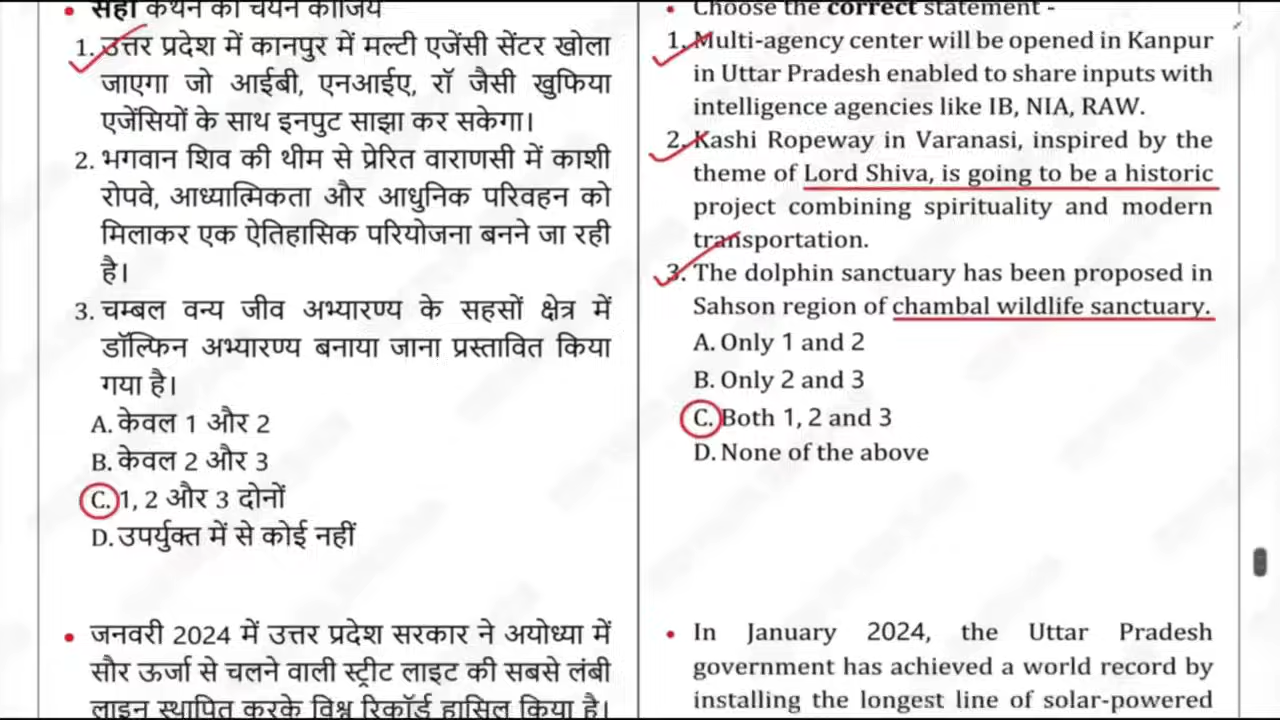 सही कथन का चयन कीजिये
1. उत्तर प्रदेश में कानपुर में मल्टी एजेंसी सेंटर खोला
जाएगा जो आईबी, एनआईए, रॉ जैसी खुफिया
एजेंसियों के साथ इनपुट साझा कर सकेगा।
2. भगवान शिव की थीम से प्रेरित वाराणसी में काशी
रोपवे, आध्यात्मिकता और आधुनिक परिवहन को
मिलाकर एक ऐतिहासिक परियोजना बनने जा रही
है।
3. चम्बल वन्य जीव अभ्यारण्य के सहसों क्षेत्र में
डॉल्फिन अभ्यारण्य बनाया जाना प्रस्तावित किया
गया है।
A. केवल 1 और 2
B. केवल 2 और 3
C. 1, 2 और 3 दोनों
D. उपर्युक्त में से कोई नहीं
जनवरी 2024 में उत्तर प्रदेश सरकार ने अयोध्या में
सौर ऊर्जा से चलने वाली स्ट्रीट लाइट की सबसे लंबी
लाइन स्थापित करके विश्व रिकॉर्ड हासिल किया है।
Choose the correct statement -
1. Multi-agency center will be opened in Kanpur
in Uttar Pradesh enabled to share inputs with
intelligence agencies like IB, NIA, RAW.
2. Kashi Ropeway in Varanasi, inspired by the
theme of Lord Shiva, is going to be a historic
project combining spirituality and modern
transportation.
3. The dolphin sanctuary has been proposed in
Sahson region of chambal wildlife sanctuary.
A. Only 1 and 2
B. Only 2 and 3
C. Both 1, 2 and 3
D. None of the above
In January 2024, the Uttar Pradesh
government has achieved a world record by
installing the longest line of solar-powered